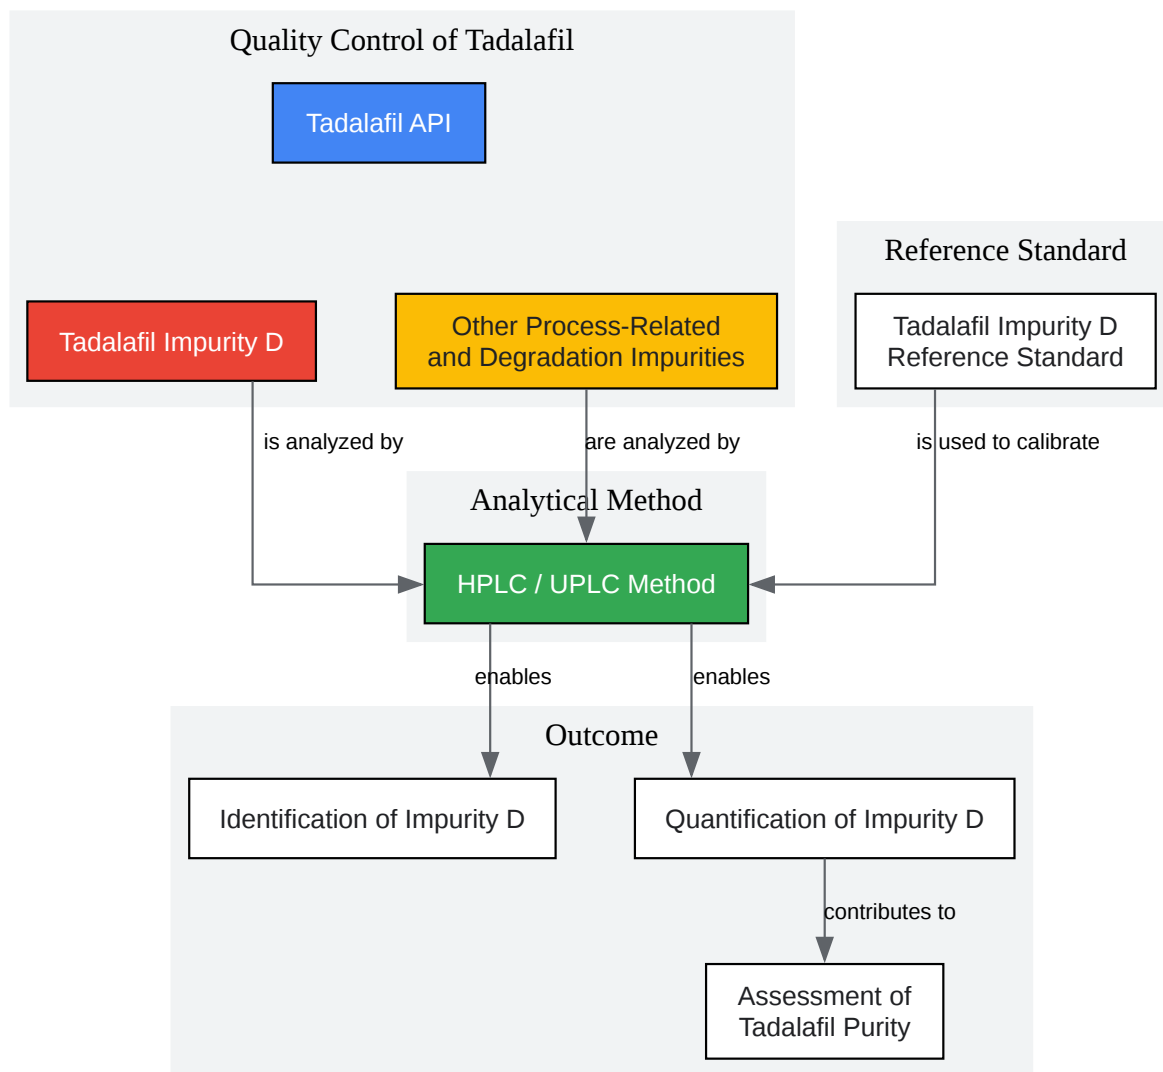 Quality Control of Tadalafil
Tadalafil API
Reference Standard
Tadalafil Impurity D
Other Process-Related
and Degradation Impurities
Tadalafil Impurity D
Reference Standard
is analyzed by
are analyzed by
is used to calibrate
Analytical Method
HPLC / UPLC Method
enables
enables
Outcome
Identification of Impurity D
Quantification of Impurity D
contributes to
Assessment of
Tadalafil Purity